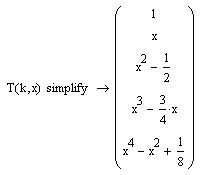 1
x
x^2 - 1/2
T(k,x) simplify → x^3 - 3/4·x
x^4 - x^2 + 1/8